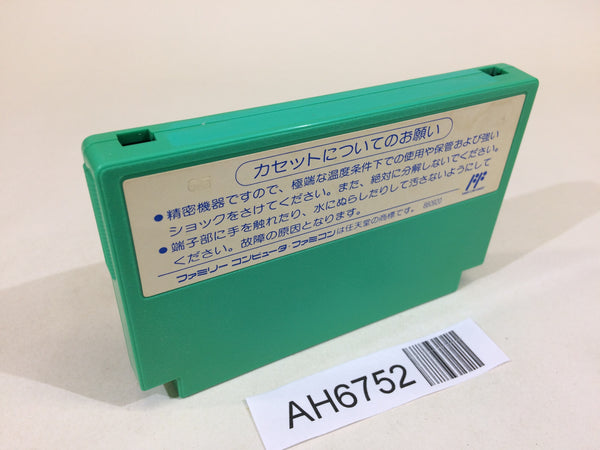 カセットについてのお願い
●精密機器ですので、極端な温度条件下での使用や保管および強い
ショックをさけてください。また、絶対に分解しないでください。
●端子部に手を触れたり、水にぬらしたりして汚さないようにして
ください。故障の原因となります。
ファミリーコンピュータ・ファミコンは任天堂の商標です。
AH6752